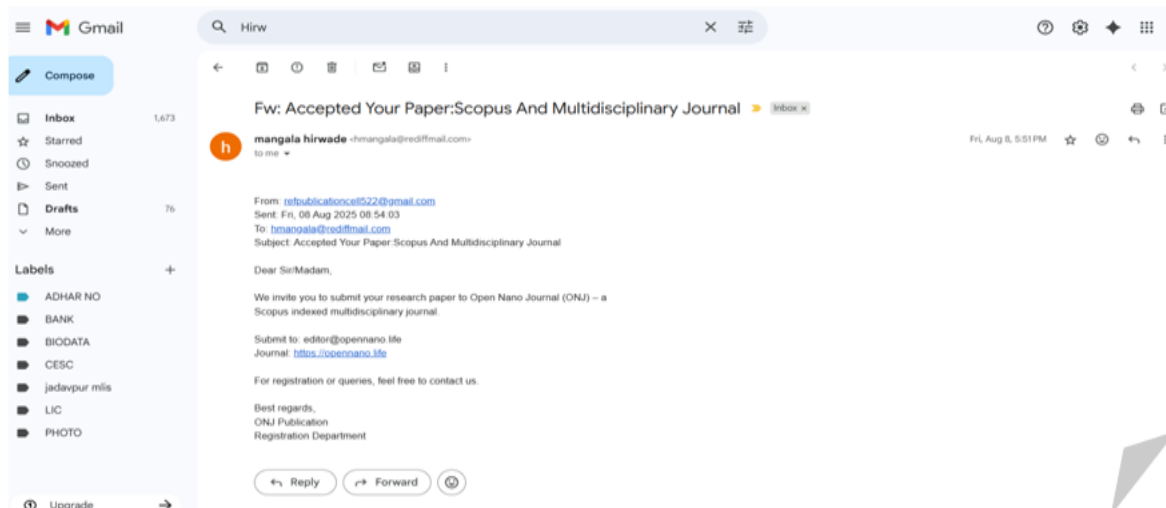 Gmail
Hirw
Compose
Inbox 1,673
Starred
Snoozed
Sent
Drafts 76
More
Labels
ADHAR NO
BANK
BIODATA
CESC
jadavpur mlis
LIC
PHOTO
Upgrade
Fw: Accepted Your Paper:Scopus And Multidisciplinary Journal Inbox x
h
mangala hirwade <hmangala@rediffmail.com> Fri, Aug 8, 5:51 PM
to me
From: refpublicationcell522@gmail.com
Sent: Fri, 08 Aug 2025 08:54:03
To: hmangala@rediffmail.com
Subject: Accepted Your Paper:Scopus And Multidisciplinary Journal
Dear Sir/Madam,
We invite you to submit your research paper to Open Nano Journal (ONJ) – a
Scopus indexed multidisciplinary journal.
Submit to: editor@opennano.life
Journal: https://opennano.life
For registration or queries, feel free to contact us.
Best regards,
ONJ Publication
Registration Department
Reply Forward